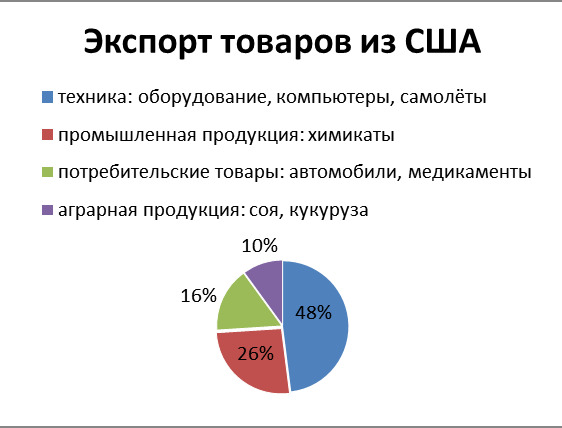 Экспорт товаров из США
техника: оборудование, компьютеры, самолёты
промышленная продукция: химикаты
потребительские товары: автомобили, медикаменты
аграрная продукция: соя, кукуруза
10%
16%
48%
26%